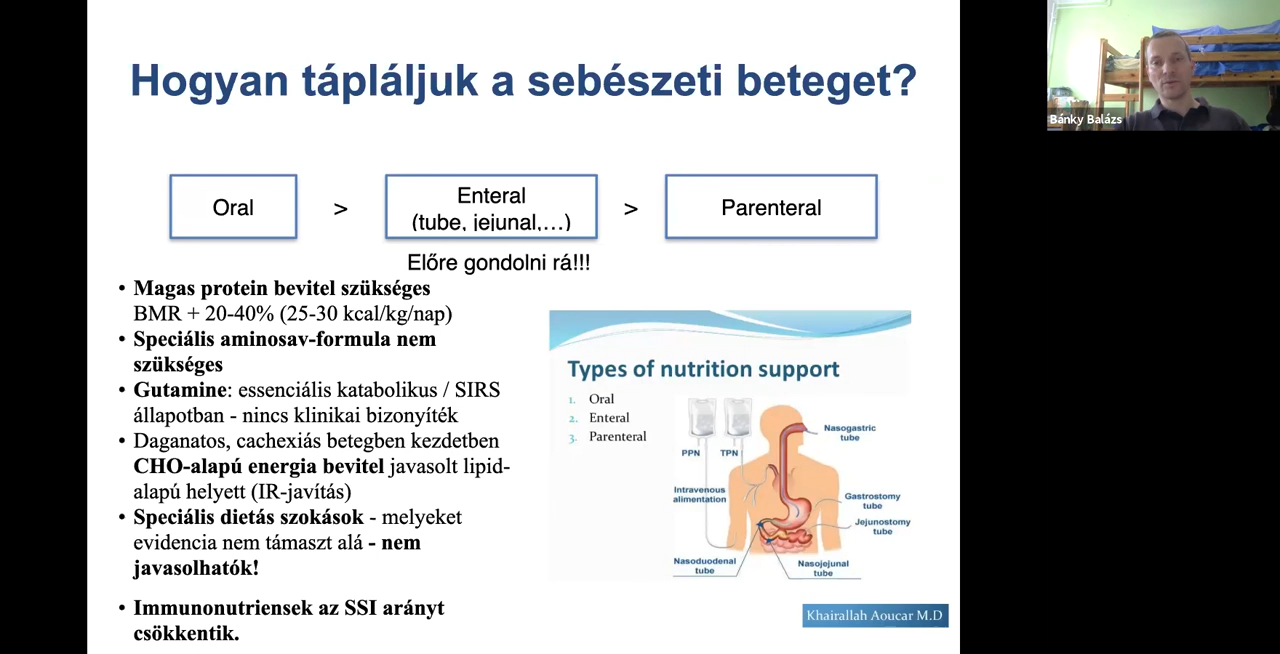 Hogyan tápláljuk a sebészeti beteget?
Bánky Balázs
Oral
>
Enteral
(tube, jejunal,…)
>
Parenteral
Előre gondolni rá!!!
• Magas protein bevitel szükséges
BMR + 20-40% (25-30 kcal/kg/nap)
• Speciális aminosav-formula nem
szükséges
• Gutamine: essenciális katabolikus / SIRS
állapotban - nincs klinikai bizonyíték
• Daganatos, cachexiás betegben kezdetben
CHO-alapú energia bevitel javasolt lipid-
alapú helyett (IR-javítás)
• Speciális dietás szokások - melyeket
evidencia nem támaszt alá - nem
javasolhatók!
• Immunonutriensek az SSI arányt
csökkentik.
Types of nutrition support
1. Oral
2. Enteral
3. Parenteral
PPN
TPN
Nasogastric
tube
Intravenous
alimentation
Gastrostomy
tube
Jejunostomy
tube
Nasoduodenal
tube
Nasojejunal
tube
Khairallah Aoucar M.D